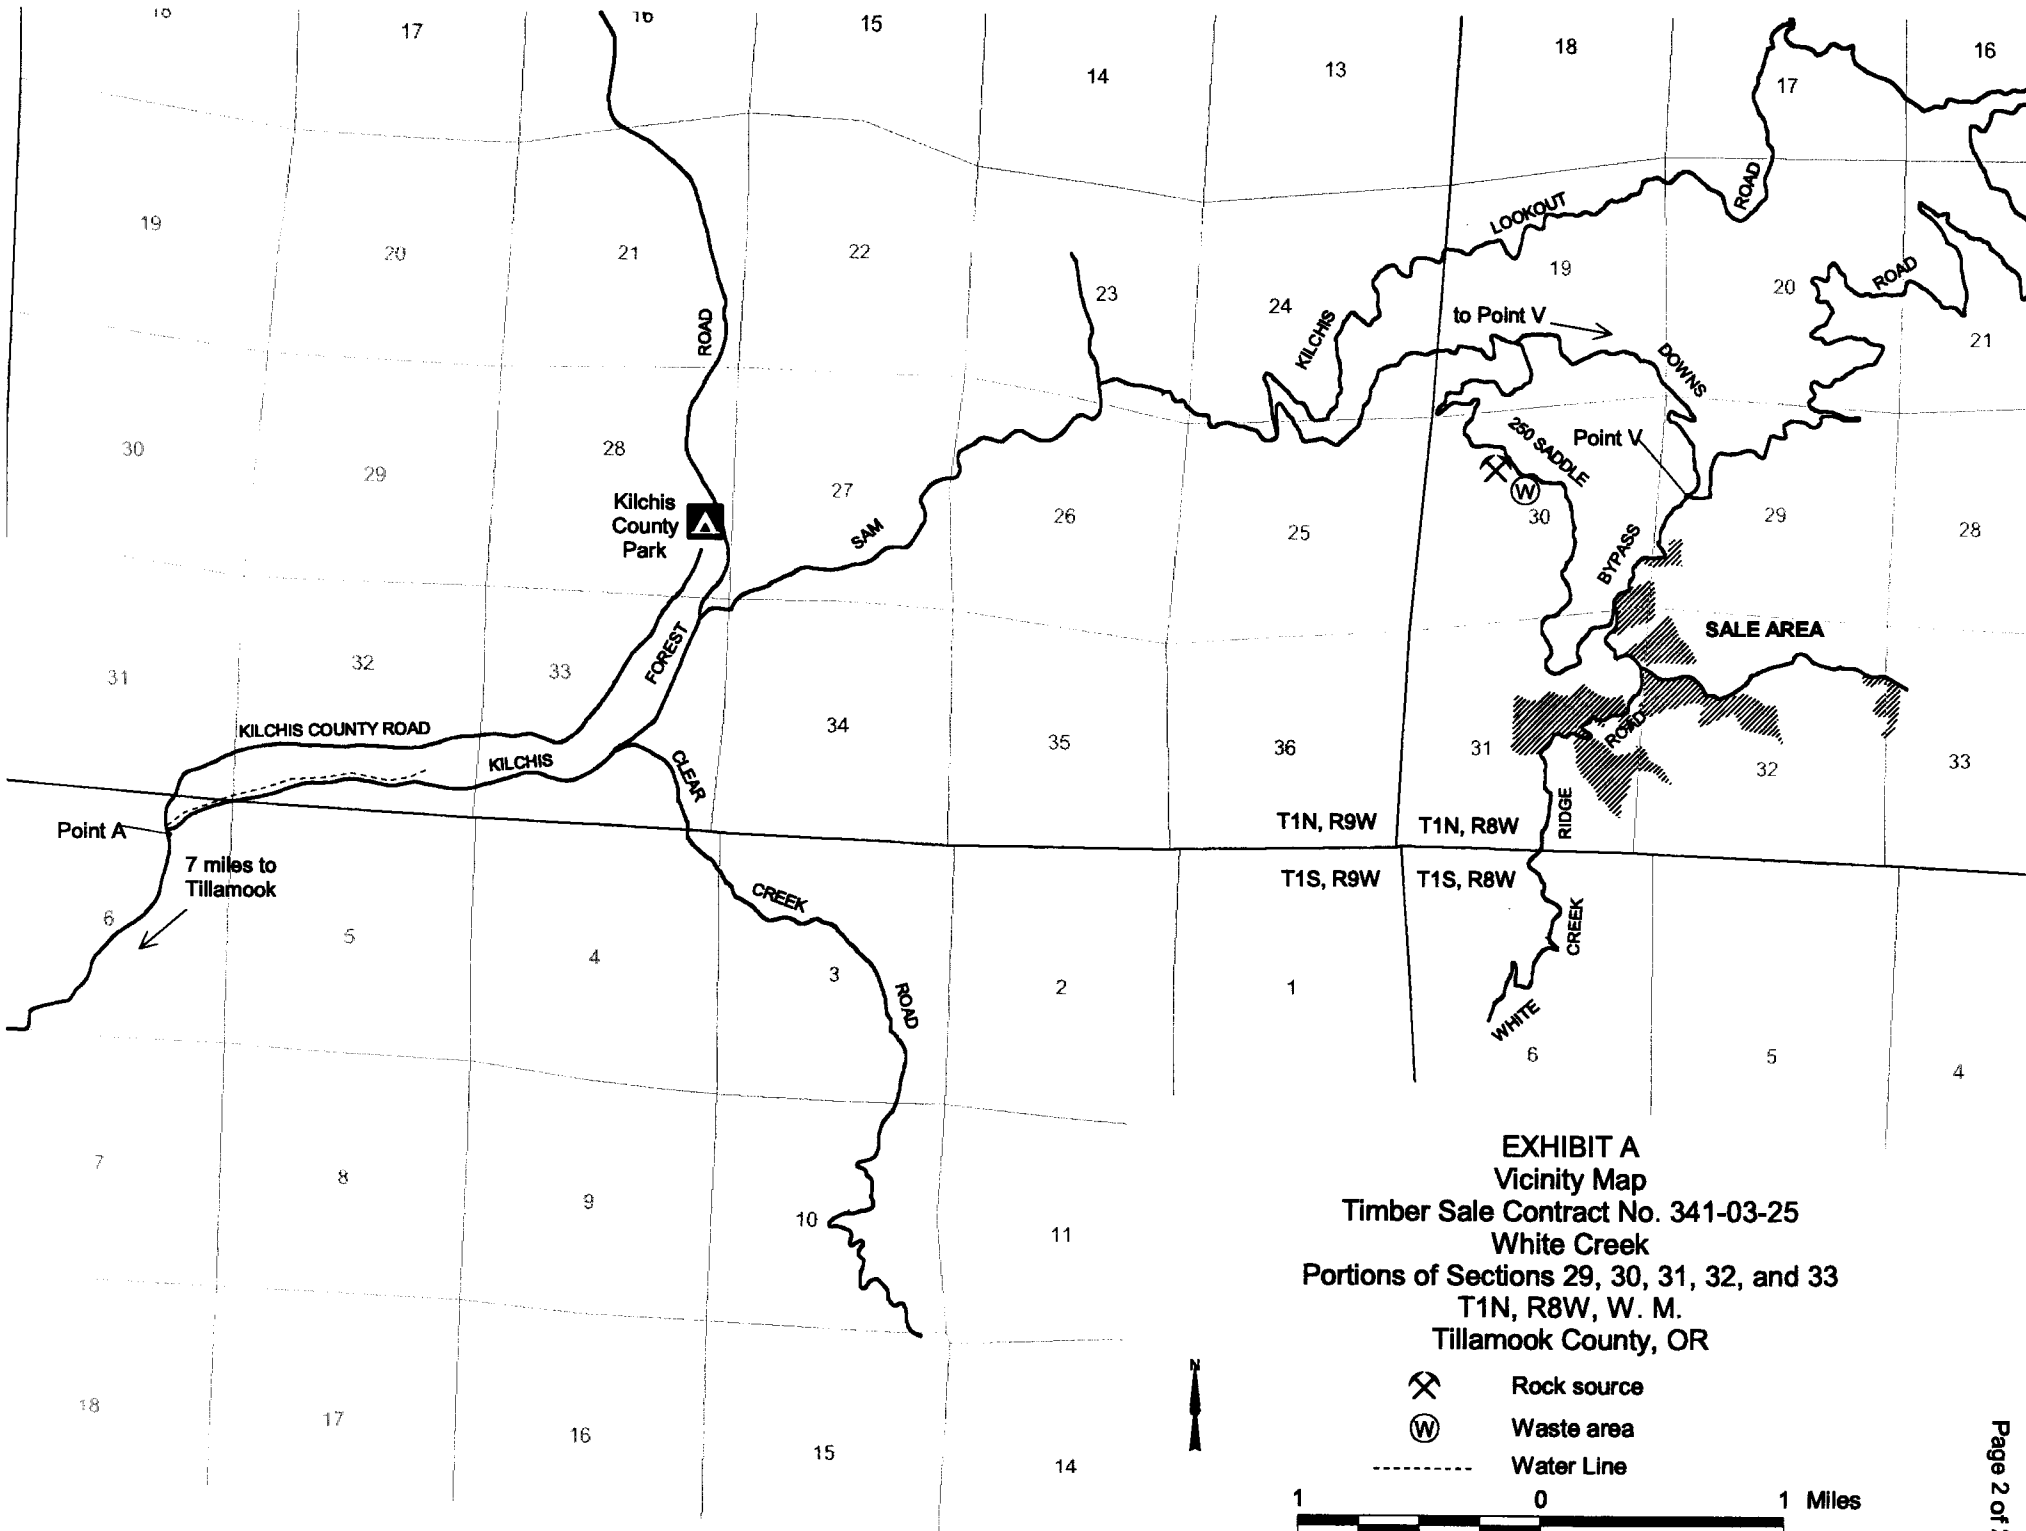 17
15
14
13
18
17
16
19
20
21
22
23
24
19
20
21
LOOKOUT
ROAD
ROAD
KILCHIS
to Point V
DOWNS
ROAD
30
29
28
27
26
25
30
29
28
250 SADDLE
Point V
Kilchis
County
Park
SAM
BYPASS
SALE AREA
FOREST
31
32
33
34
35
36
31
32
33
KILCHIS COUNTY ROAD
KILCHIS
CLEAR
ROAD
RIDGE
Point A
T1N, R9W
T1N, R8W
7 miles to
Tillamook
T1S, R9W
T1S, R8W
CREEK
CREEK
6
5
4
3
2
1
ROAD
WHITE
6
5
4
7
8
9
10
11
18
17
16
15
14
EXHIBIT A
Vicinity Map
Timber Sale Contract No. 341-03-25
White Creek
Portions of Sections 29, 30, 31, 32, and 33
T1N, R8W, W. M.
Tillamook County, OR
N
Rock source
W Waste area
Water Line
1 0 1 Miles
W
Page 2 of